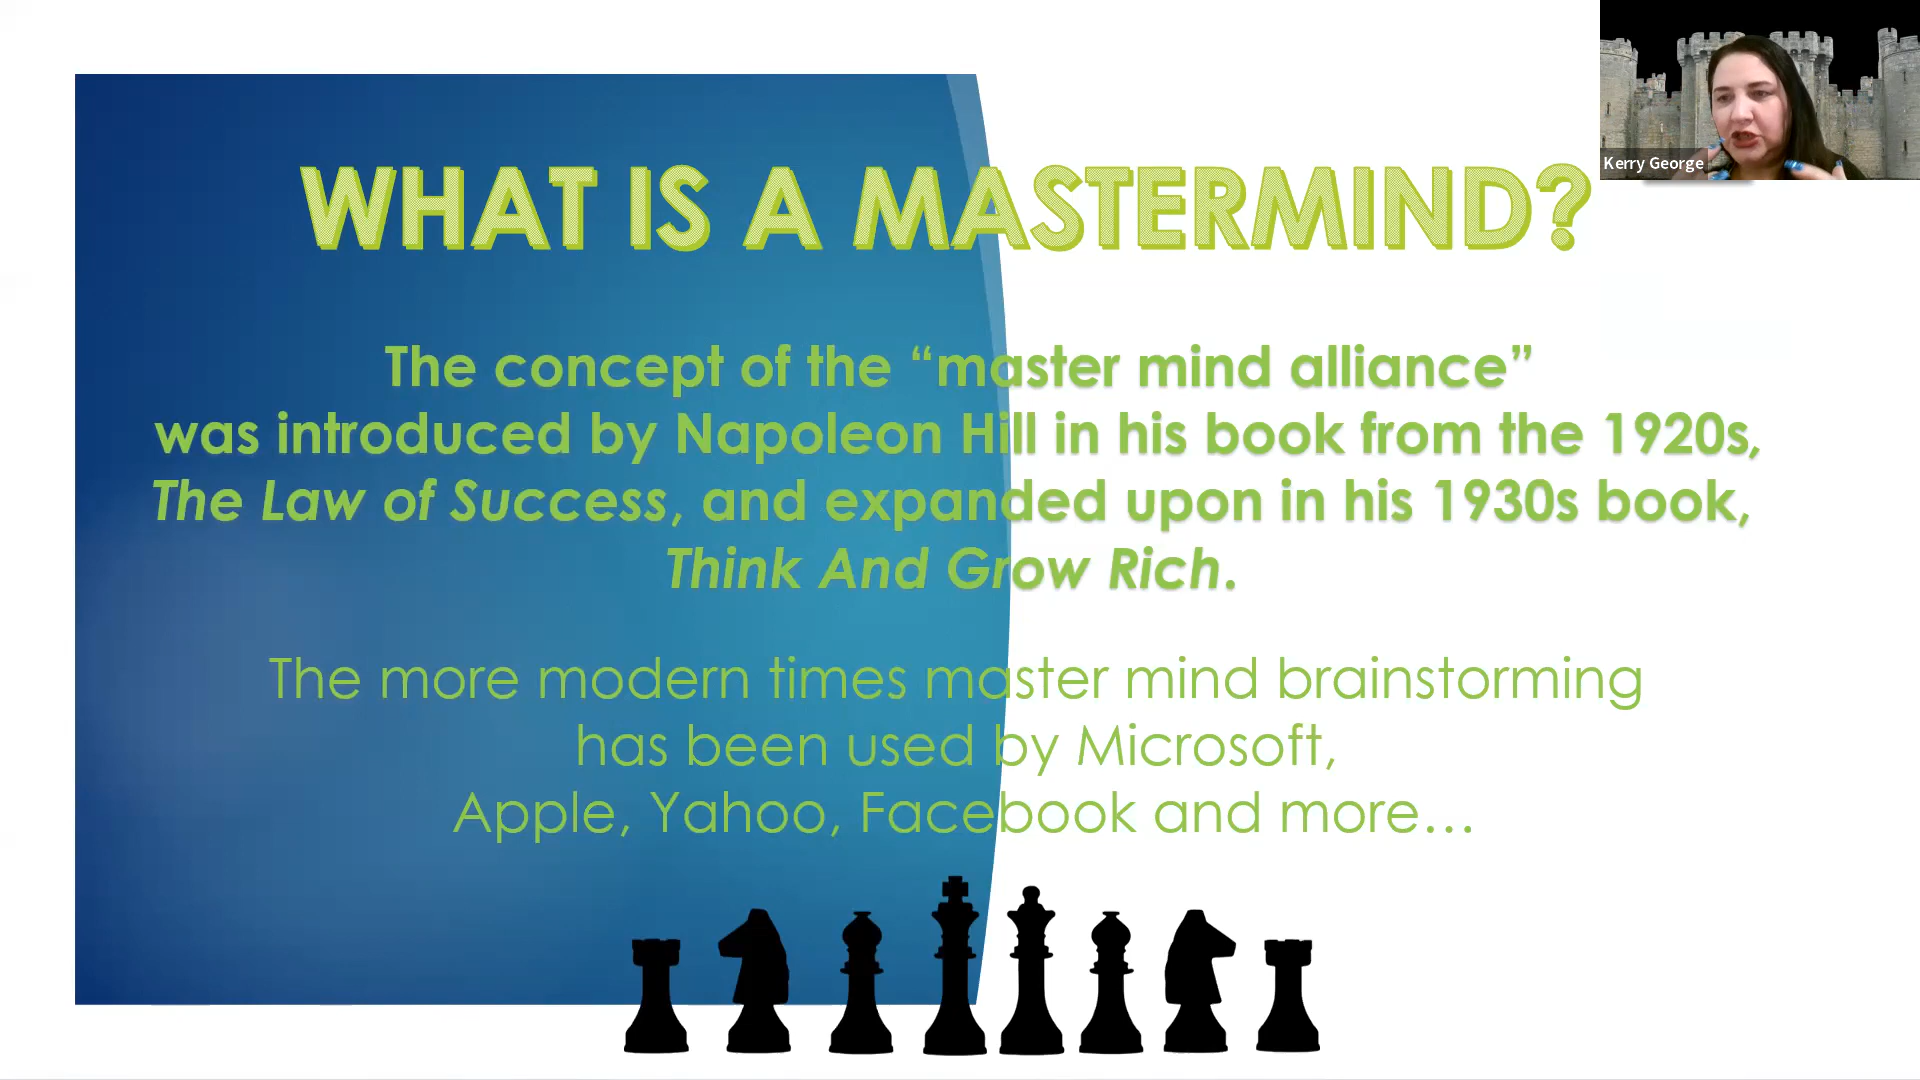 WHAT IS A MASTERMIND?
The concept of the “master mind alliance”
was introduced by Napoleon Hill in his book from the 1920s,
The Law of Success, and expanded upon in his 1930s book,
Think And Grow Rich.
The more modern times master mind brainstorming
has been used by Microsoft,
Apple, Yahoo, Facebook and more…
Kerry George